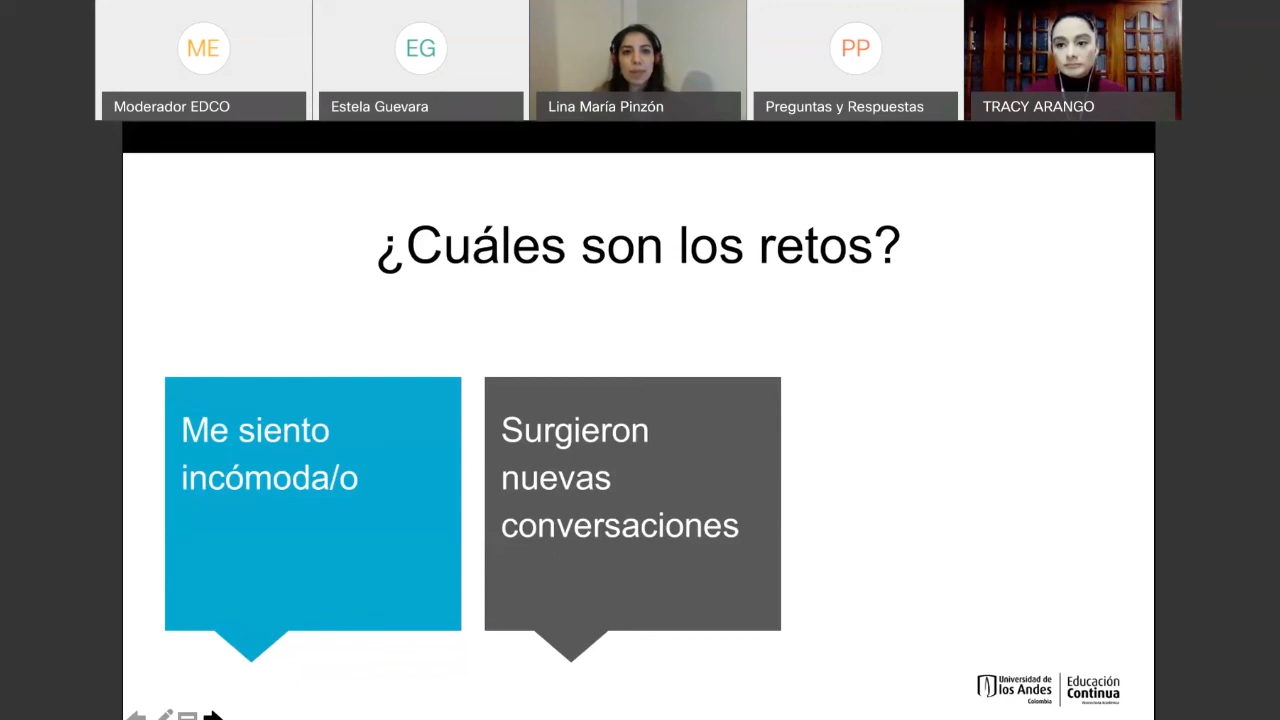 ME
EG
PP
Moderador EDCO
Estela Guevara
Lina María Pinzón
Preguntas y Respuestas
TRACY ARANGO
¿Cuáles son los retos?
Me siento
incómoda/o
Surgieron
nuevas
conversaciones
Universidad de
los Andes
Colombia
Educación
Continua